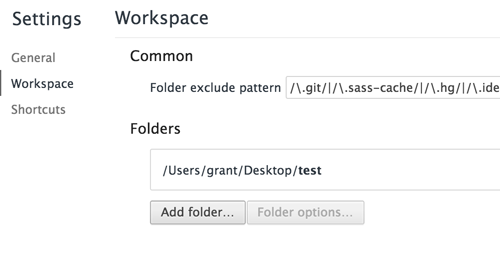 Settings
General
Workspace
Shortcuts
Workspace
Common
Folder exclude pattern /\.git/|/\.sass-cache/|/\.hg/|/\.ide
Folders
/Users/grant/Desktop/test
Add folder... Folder options...